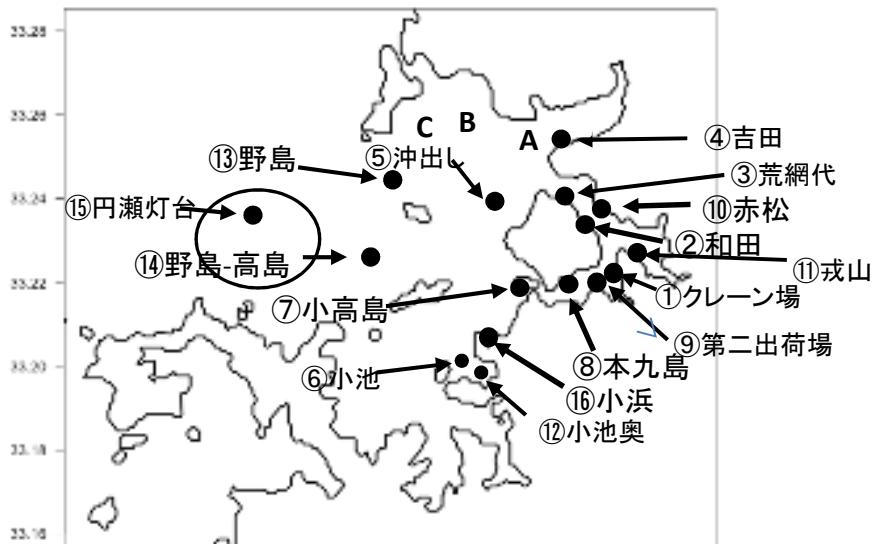 33.28
33.26
C
B
A
④吉田
⑬野島
⑤沖出し
③荒網代
33.24
⑮円瀬灯台
⑩赤松
②和田
⑭野島-高島
⑪戎山
33.22
①クレーン場
⑦小高島
⑨第二出荷場
33.20
⑧本九島
⑥小池
⑯小浜
⑫小池奥
33.18
33.16